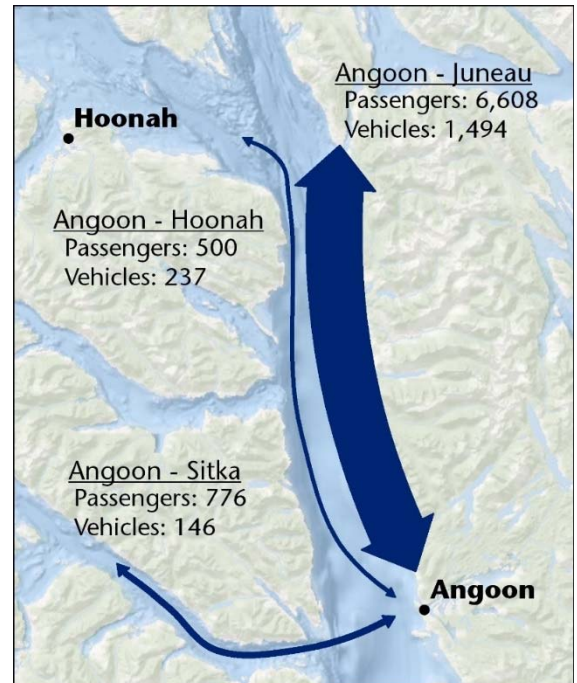 Angoon - Juneau
Passengers: 6,608
Vehicles: 1,494
Hoonah
Angoon - Hoonah
Passengers: 500
Vehicles: 237
Angoon - Sitka
Passengers: 776
Vehicles: 146
Angoon